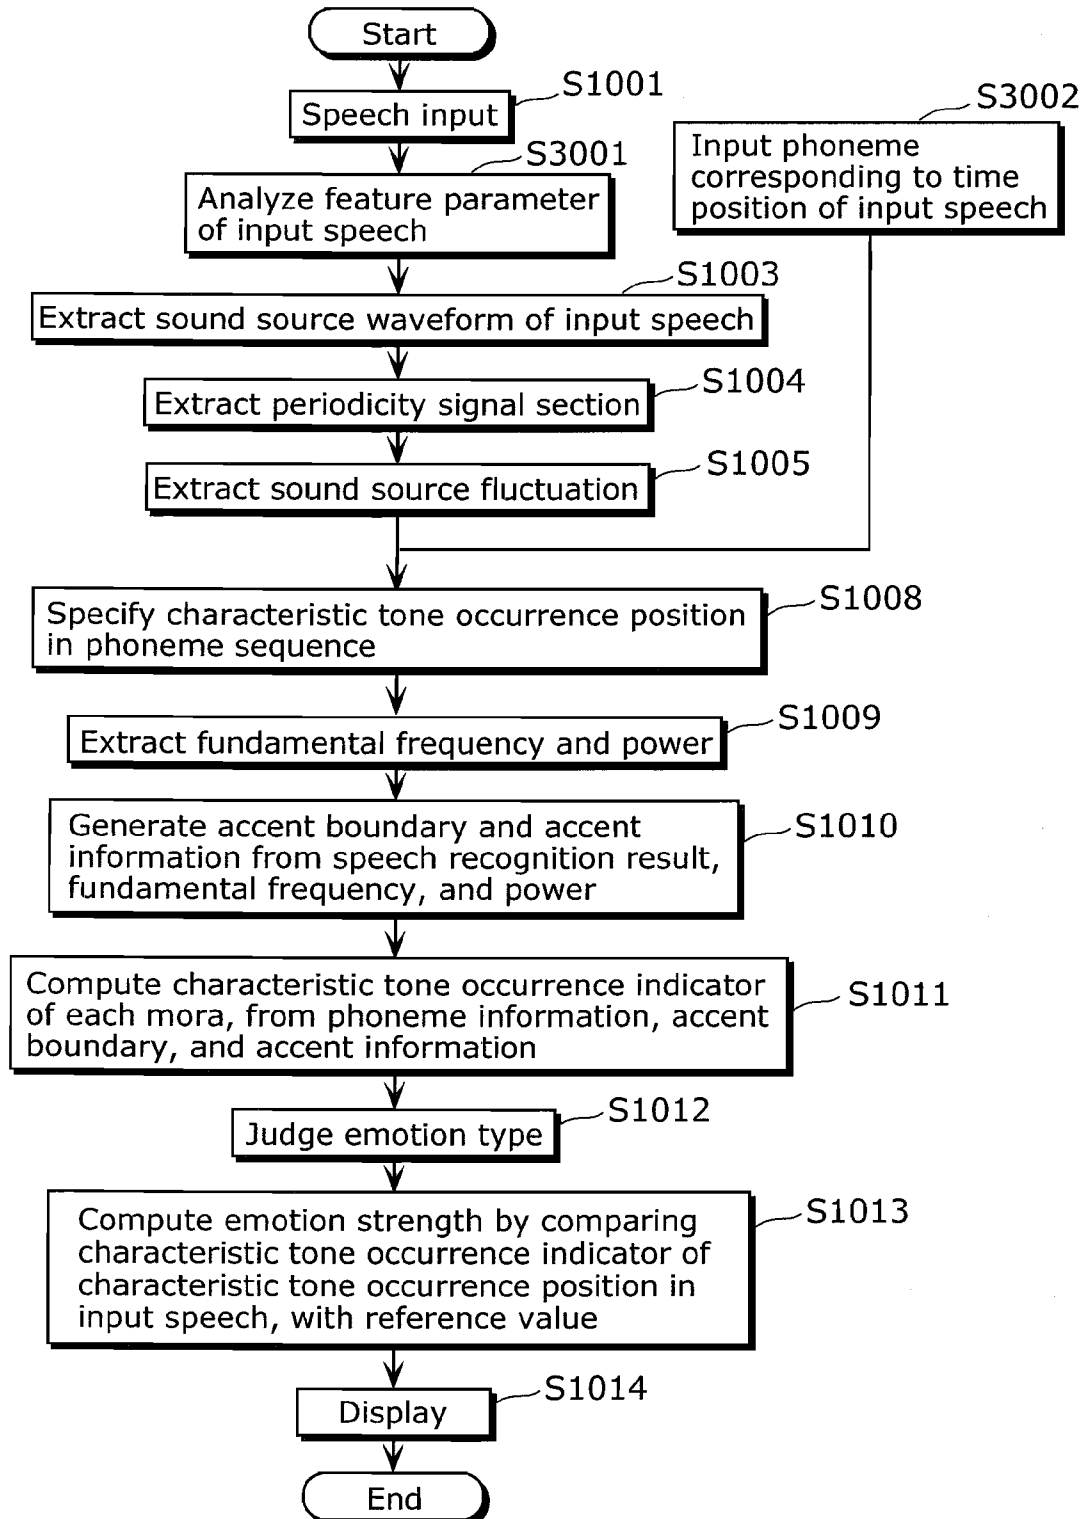 Start
S1001
Speech input
S3002
Input phoneme
corresponding to time
position of input speech
S3001
Analyze feature parameter
of input speech
S1003
Extract sound source waveform of input speech
S1004
Extract periodicity signal section
S1005
Extract sound source fluctuation
S1008
Specify characteristic tone occurrence position
in phoneme sequence
S1009
Extract fundamental frequency and power
S1010
Generate accent boundary and accent
information from speech recognition result,
fundamental frequency, and power
S1011
Compute characteristic tone occurrence indicator
of each mora, from phoneme information, accent
boundary, and accent information
S1012
Judge emotion type
S1013
Compute emotion strength by comparing
characteristic tone occurrence indicator of
characteristic tone occurrence position in
input speech, with reference value
S1014
Display
End